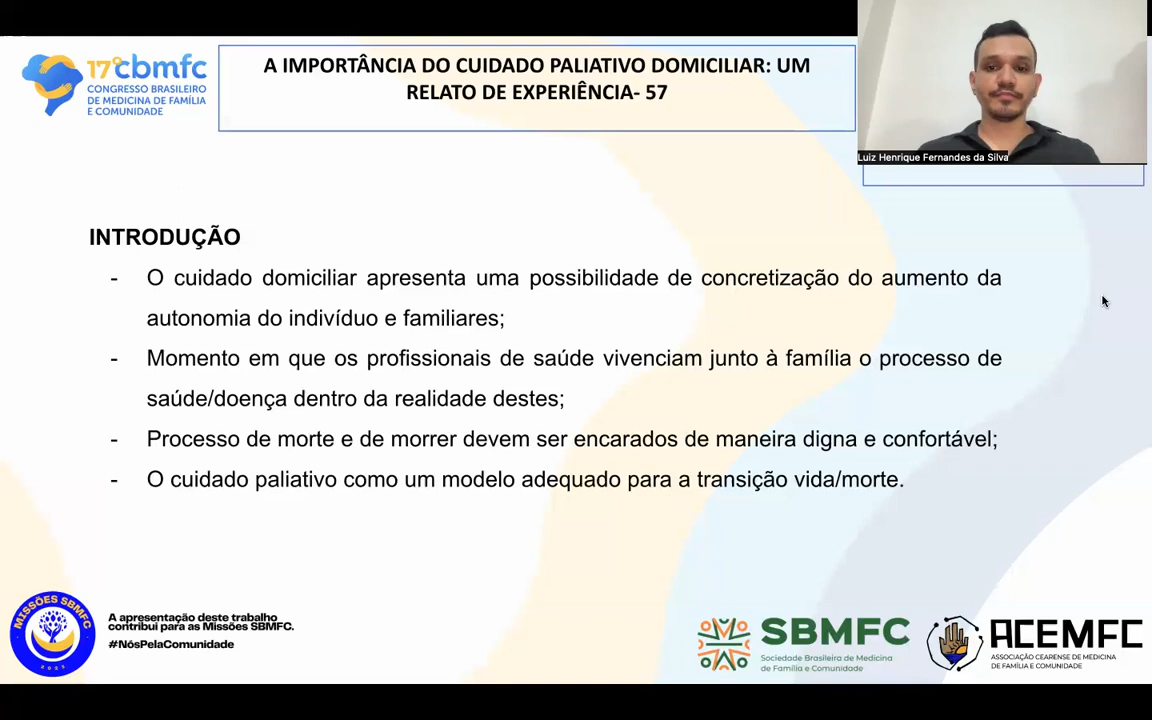 17º cbmfc
CONGRESSO BRASILEIRO
DE MEDICINA DE FAMÍLIA
E COMUNIDADE
A IMPORTÂNCIA DO CUIDADO PALIATIVO DOMICILIAR: UM
RELATO DE EXPERIÊNCIA- 57
Luiz Henrique Fernandes da Silva
INTRODUÇÃO
- O cuidado domiciliar apresenta uma possibilidade de concretização do aumento da
autonomia do indivíduo e familiares;
- Momento em que os profissionais de saúde vivenciam junto à família o processo de
saúde/doença dentro da realidade destes;
- Processo de morte e de morrer devem ser encarados de maneira digna e confortável;
- O cuidado paliativo como um modelo adequado para a transição vida/morte.
MISSÕES SBMFC
2023
A apresentação deste trabalho
contribui para as Missões SBMFC.
#NósPelaComunidade
SBMFC
Sociedade Brasileira de Medicina
de Família e Comunidade
ACEMFC
ASSOCIAÇÃO CEARENSE DE MEDICINA
DE FAMÍLIA E COMUNIDADE